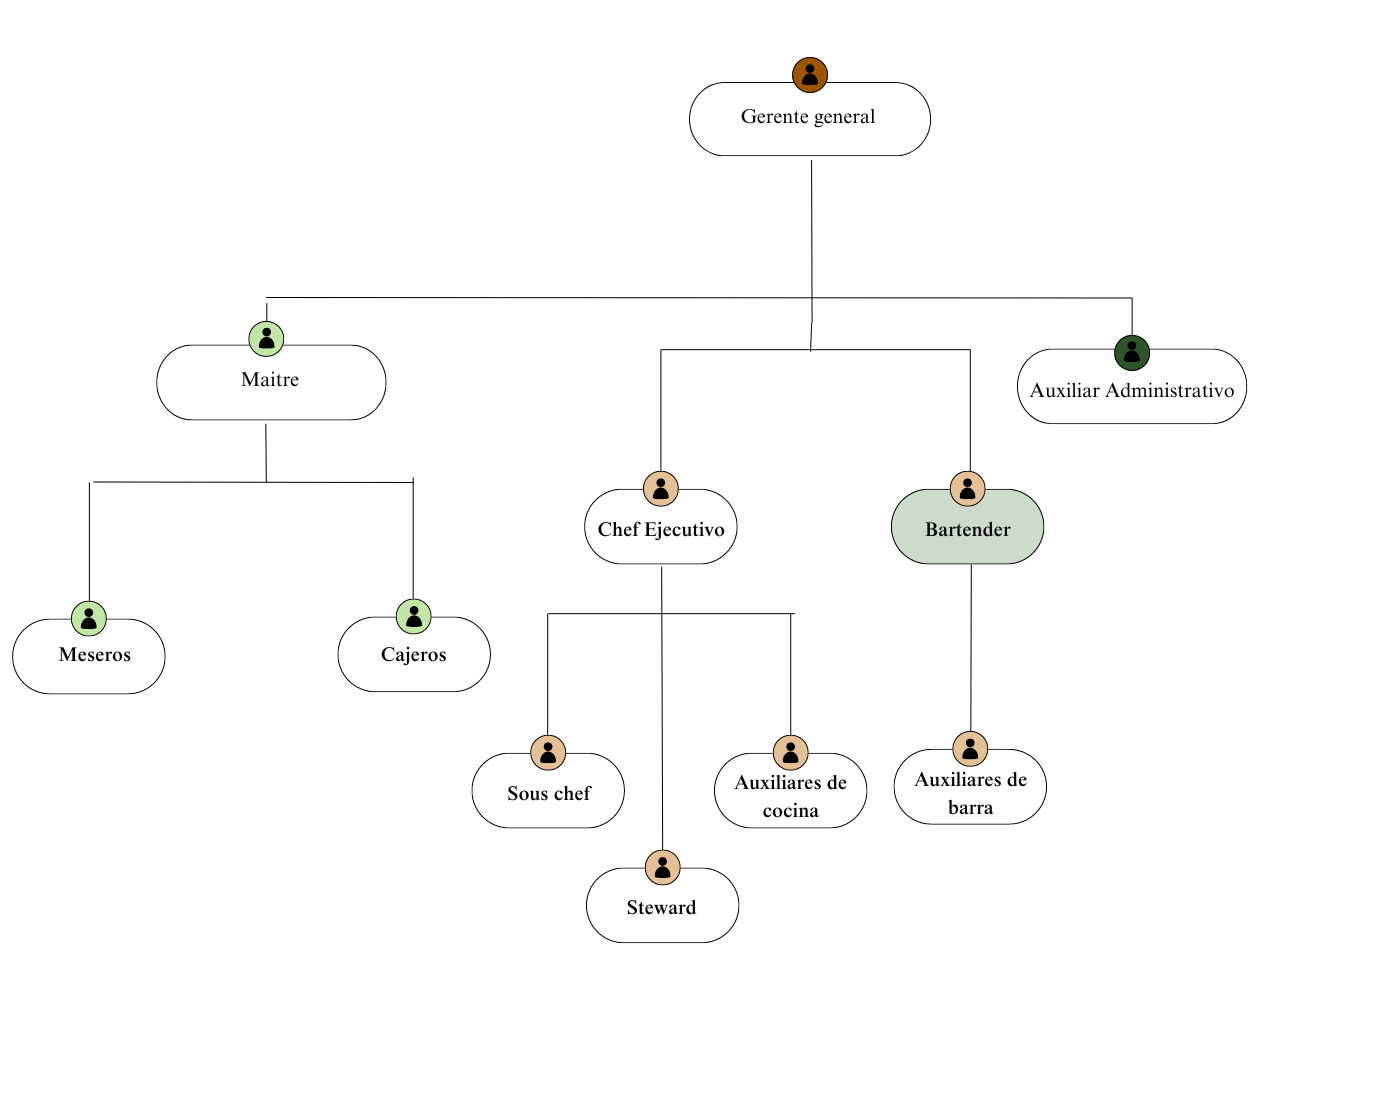 Gerente general
Maitre
Auxiliar Administrativo
Chef Ejecutivo
Bartender
Meseros
Cajeros
Sous chef
Auxiliares de
cocina
Auxiliares de
barra
Steward